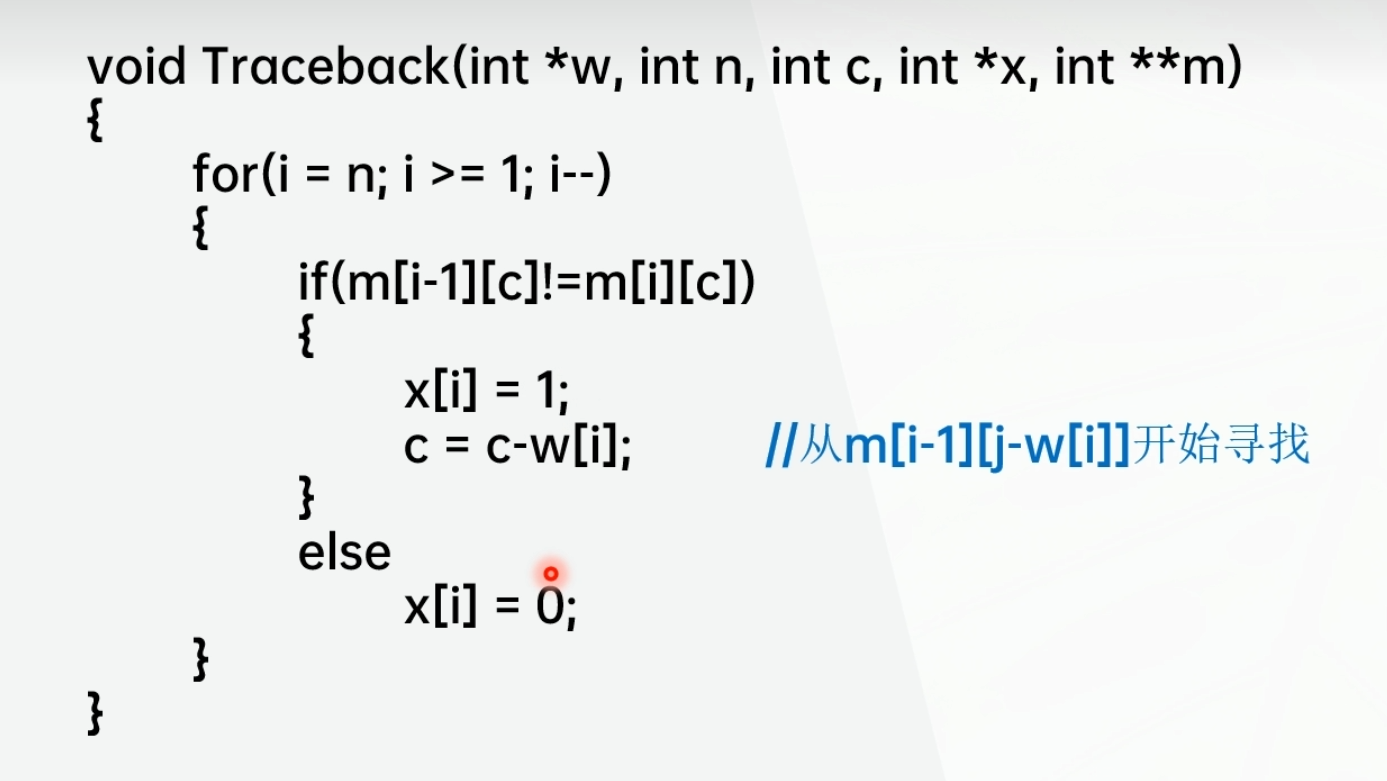 void Traceback(int *w, int n, int c, int *x, int **m)
{
for(i = n; i >= 1; i--)
{
if(m[i-1][c]!=m[i][c])
{
x[i] = 1;
c = c-w[i]; //从m[i-1][j-w[i]]开始寻找
}
else
x[i] = 0;
}
}